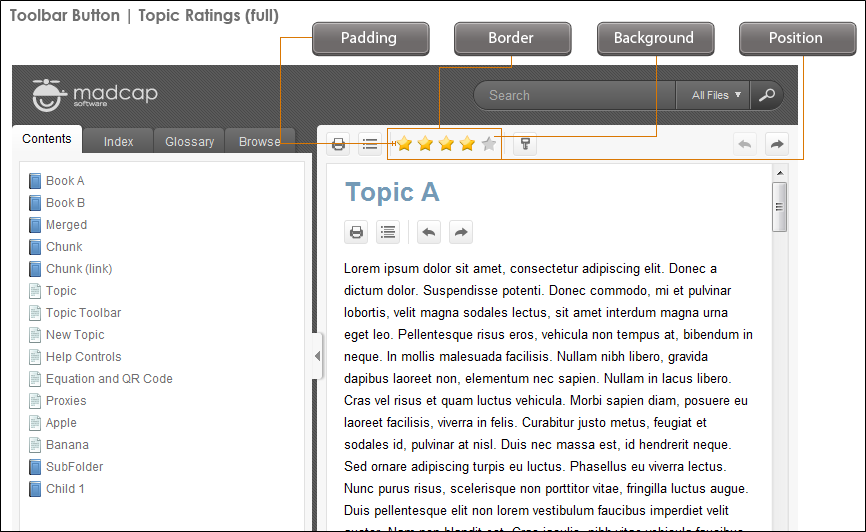 Toolbar Button | Topic Ratings (full)
Padding
Border
Background
Position
madcap
software
Search
All Files
Contents
Index
Glossary
Browse
Book A
Book B
Merged
Chunk
Chunk (link)
Topic
Topic Toolbar
New Topic
Help Controls
Equation and QR Code
Proxies
Apple
Banana
SubFolder
Child 1
Topic A
Lorem ipsum dolor sit amet, consectetur adipiscing elit. Donec a
dictum dolor. Suspendisse potenti. Donec commodo, mi et pulvinar
lobortis, velit magna sodales lectus, sit amet interdum magna urna
eget leo. Pellentesque risus eros, vehicula non tempus at, bibendum in
neque. In mollis malesuada facilisis. Nullam nibh libero, gravida
dapibus laoreet non, elementum nec sapien. Nullam in lacus libero.
Cras vel risus et quam luctus vehicula. Morbi sapien diam, posuere eu
laoreet facilisis, viverra in felis. Curabitur justo metus, feugiat et
sodales id, pulvinar at nisl. Duis nec massa est, id hendrerit neque.
Sed ornare adipiscing turpis eu luctus. Phasellus eu viverra lectus.
Nunc purus risus, scelerisque non porttitor vitae, fringilla luctus augue.
Duis pellentesque elit non lorem vestibulum faucibus imperdiet velit